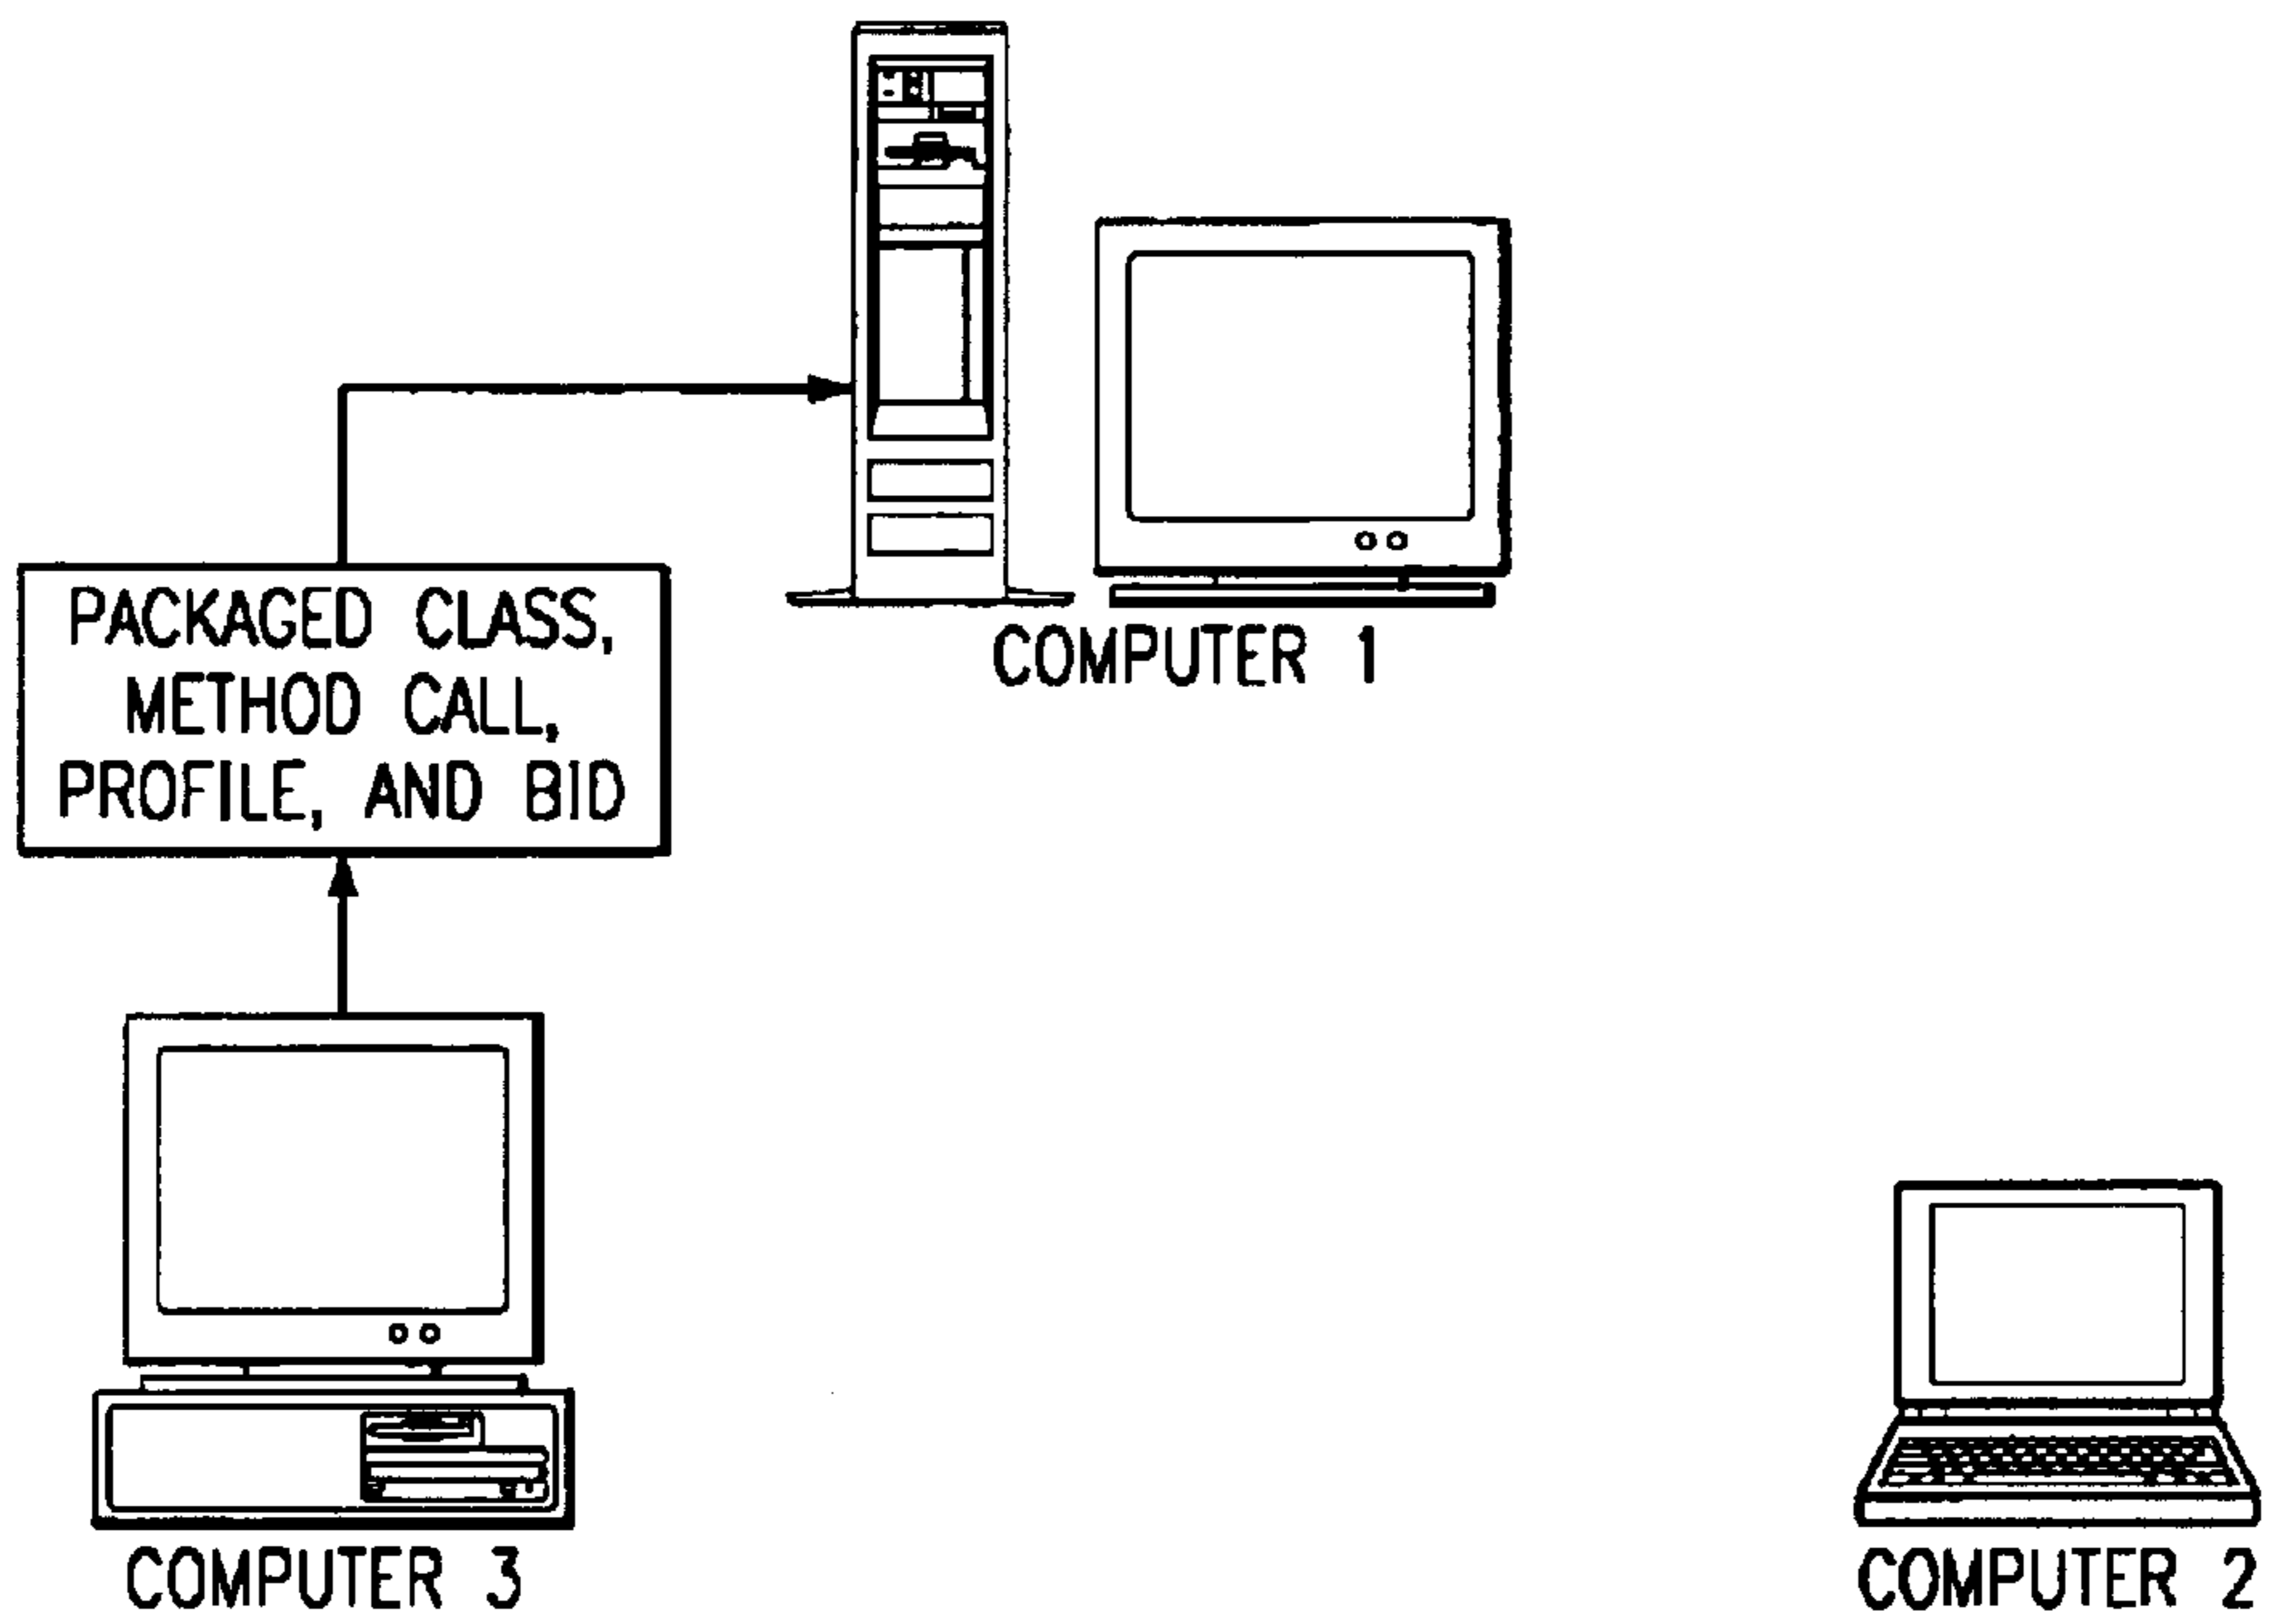 COMPUTER 1
PACKAGED CLASS,
METHOD CALL,
PROFILE, AND BID
COMPUTER 3
COMPUTER 2